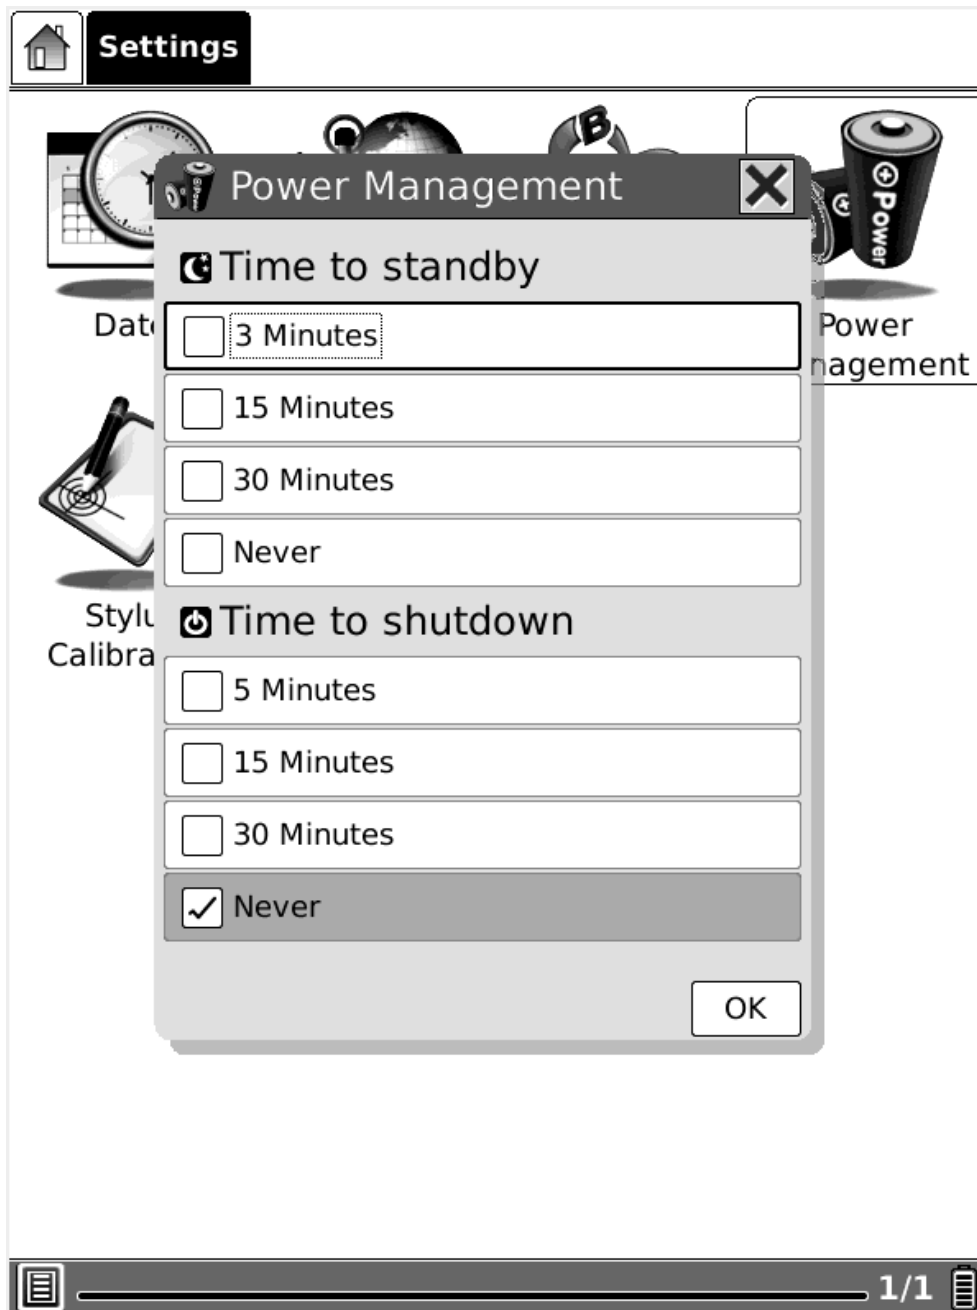 Settings
Power Management
Power
Time to standby
3 Minutes
Power
15 Minutes
30 Minutes
Never
Time to shutdown
5 Minutes
15 Minutes
30 Minutes
Never
OK
1/1